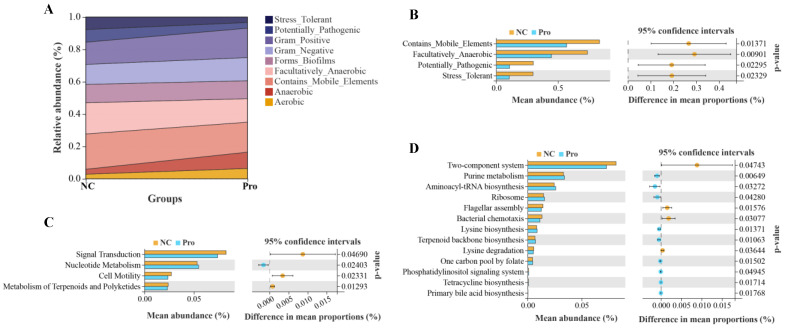 A
Relative abundance (%)
1.0
0.8
0.6
0.4
0.2
0.0
NC
Pro
Groups
Stress_Tolerant
Potentially_Pathogenic
Gram_Positive
Gram_Negative
Forms_Biofilms
Facultatively_Anaerobic
Contains_Mobile_Elements
Anaerobic
Aerobic
B
NC Pro
95% confidence intervals
Contains_Mobile_Elements
Facultatively_Anaerobic
Potentially_Pathogenic
Stress_Tolerant
0.01371
0.00901
0.02295
0.02329
p-value
0.0 0.2 0.4 0.6 0.8
0.0 0.1 0.2 0.3 0.4
Mean abundance (%)
Difference in mean proportions (%)
C
NC Pro
95% confidence intervals
Signal Transduction
Nucleotide Metabolism
Cell Motility
Metabolism of Terpenoids and Polyketides
0.04690
0.02403
0.02331
0.01293
p-value
0.00 0.05
0.000 0.005 0.010 0.015
Mean abundance (%)
Difference in mean proportions (%)
D
NC Pro
95% confidence intervals
Two-component system
Purine metabolism
Aminoacyl-tRNA biosynthesis
Ribosome
Flagellar assembly
Bacterial chemotaxis
Lysine biosynthesis
Terpenoid backbone biosynthesis
Lysine degradation
One carbon pool by folate
Phosphatidylinositol signaling system
Tetracycline biosynthesis
Primary bile acid biosynthesis
0.04743
0.00649
0.03272
0.04280
0.01576
0.03077
0.01371
0.01063
0.03644
0.01502
0.04945
0.01714
0.01768
p-value
0.00 0.05
0.000 0.005 0.010 0.015
Mean abundance (%)
Difference in mean proportions (%)